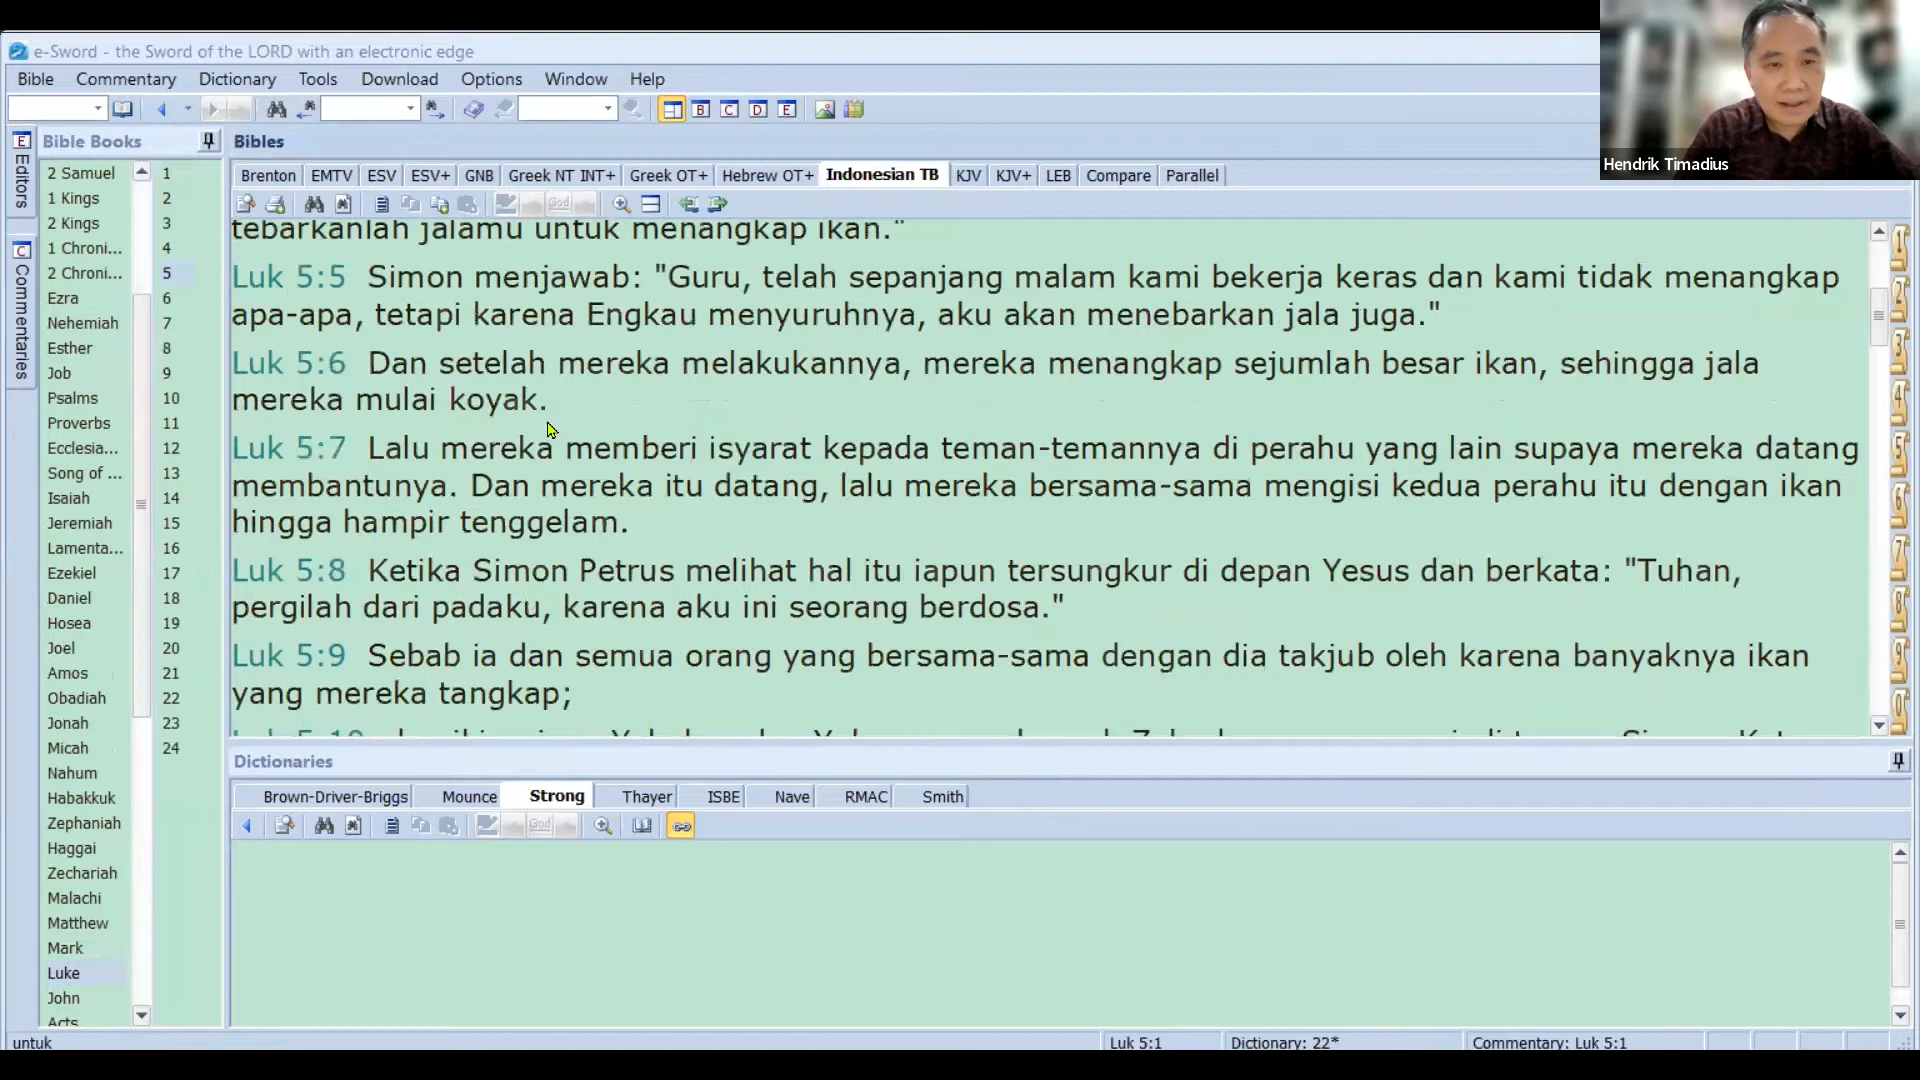 e-Sword - the Sword of the LORD with an electronic edge
Bible Commentary Dictionary Tools Download Options Window Help
B C D E
E Editors
C Commentaries
Bible Books
2 Samuel
1 Kings
2 Kings
1 Chroni...
2 Chroni...
Ezra
Nehemiah
Esther
Job
Psalms
Proverbs
Ecclesia...
Song of ...
Isaiah
Jeremiah
Lamenta...
Ezekiel
Daniel
Hosea
Joel
Amos
Obadiah
Jonah
Micah
Nahum
Habakkuk
Zephaniah
Haggai
Zechariah
Malachi
Matthew
Mark
Luke
John
Acts
1
2
3
4
5
6
7
8
9
10
11
12
13
14
15
16
17
18
19
20
21
22
23
24
Bibles
Brenton EMTV ESV ESV+ GNB Greek NT INT+ Greek OT+ Hebrew OT+ Indonesian TB KJV KJV+ LEB Compare Parallel
God
tebarkanlah jalamu untuk menangkap ikan."
Luk 5:5 Simon menjawab: "Guru, telah sepanjang malam kami bekerja keras dan kami tidak menangkap
apa-apa, tetapi karena Engkau menyuruhnya, aku akan menebarkan jala juga."
Luk 5:6 Dan setelah mereka melakukannya, mereka menangkap sejumlah besar ikan, sehingga jala
mereka mulai koyak.
Luk 5:7 Lalu mereka memberi isyarat kepada teman-temannya di perahu yang lain supaya mereka datang
membantunya. Dan mereka itu datang, lalu mereka bersama-sama mengisi kedua perahu itu dengan ikan
hingga hampir tenggelam.
Luk 5:8 Ketika Simon Petrus melihat hal itu iapun tersungkur di depan Yesus dan berkata: "Tuhan,
pergilah dari padaku, karena aku ini seorang berdosa."
Luk 5:9 Sebab ia dan semua orang yang bersama-sama dengan dia takjub oleh karena banyaknya ikan
yang mereka tangkap;
1
2
3
4
5
6
7
8
9
0
Dictionaries
Brown-Driver-Briggs Mounce Strong Thayer ISBE Nave RMAC Smith
God
untuk
Luk 5:1
Dictionary: 22*
Commentary: Luk 5:1
Hendrik Timadius